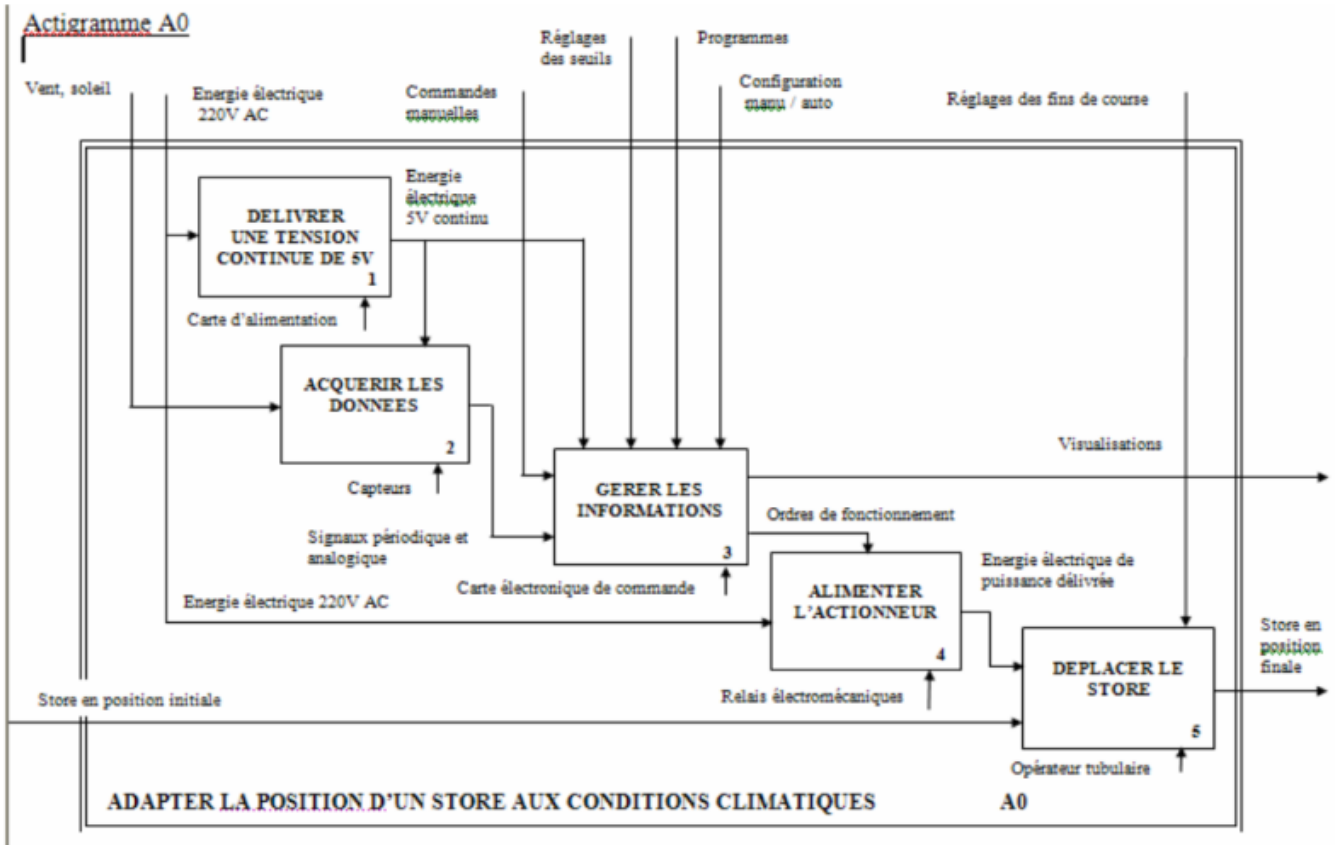 Actigramme A0
Vent, soleil
Energie électrique
220V AC
Commandes
manuelles
Réglages
des seuils
Programmes
Configuration
manu / auto
Réglages des fins de course
DELIVRER
UNE TENSION
CONTINUE DE 5V
1
Energie
électrique
5V continu
Carte d'alimentation
ACQUERIR LES
DONNEES
2
Capteurs
Signaux périodique et
analogique
GERER LES
INFORMATIONS
3
Visualisations
Ordres de fonctionnement
Carte électronique de commande
Energie électrique 220V AC
ALIMENTER
L'ACTIONNEUR
4
Energie électrique de
puissance délivrée
Relais électromécaniques
Store en position initiale
DEPLACER LE
STORE
5
Store en
position
finale
Opérateur tubulaire
ADAPTER LA POSITION D'UN STORE AUX CONDITIONS CLIMATIQUES A0